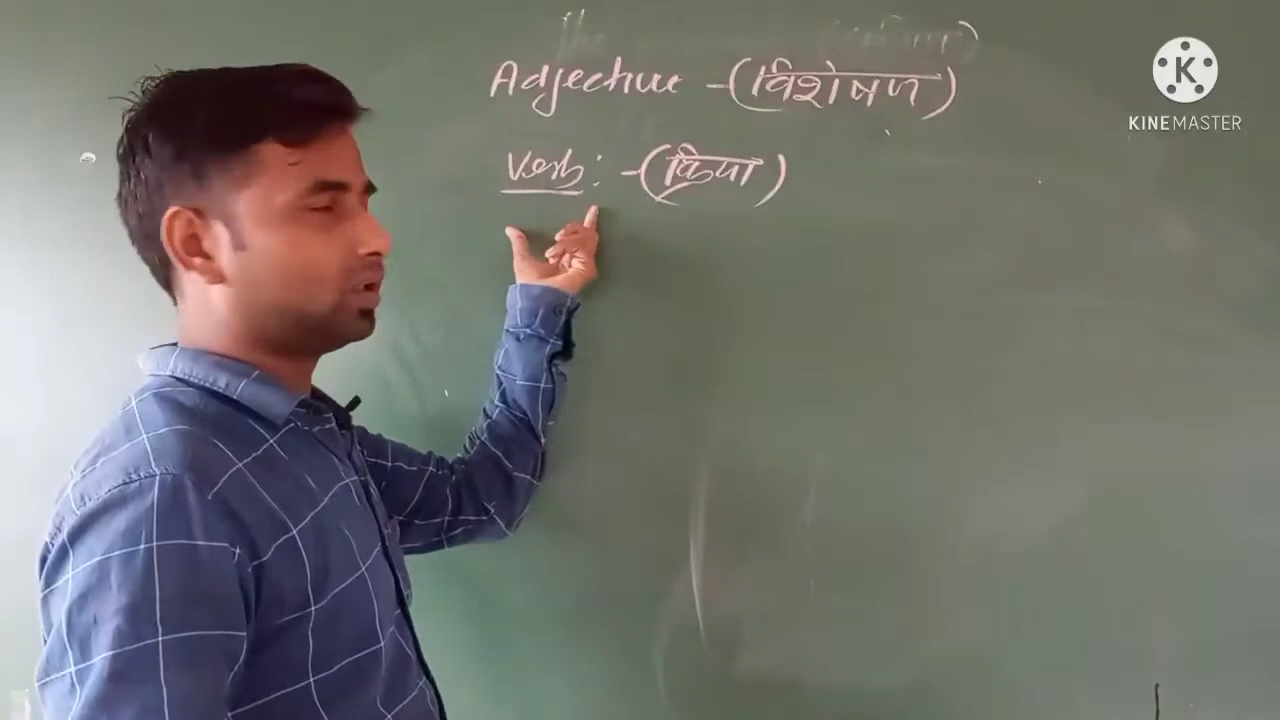 Adjective - (विशेषण)
Verb :- (क्रिया)
K
KINEMASTER